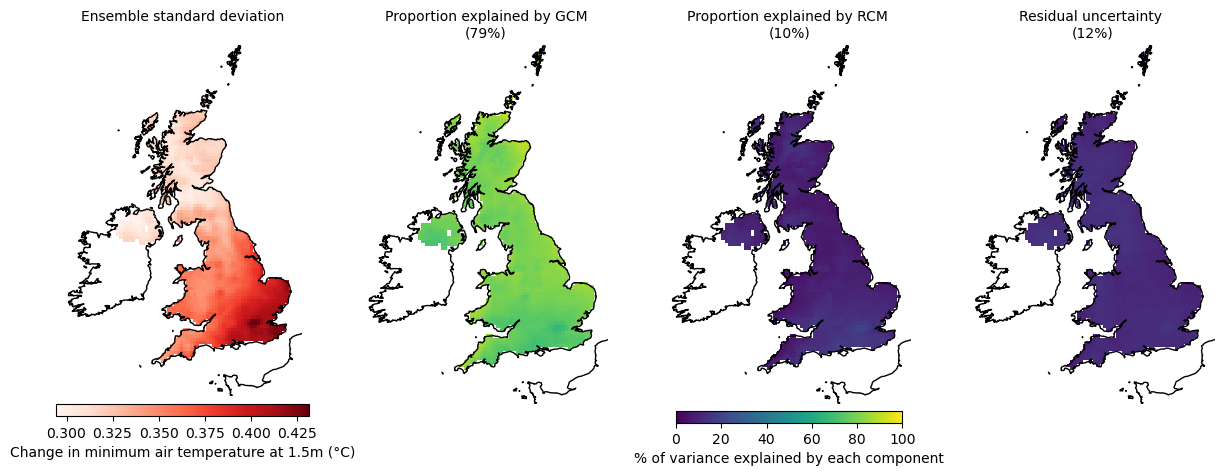 Ensemble standard deviation
Proportion explained by GCM
(79%)
Proportion explained by RCM
(10%)
Residual uncertainty
(12%)
0.300 0.325 0.350 0.375 0.400 0.425
Change in minimum air temperature at 1.5m (°C)
0 20 40 60 80 100
% of variance explained by each component